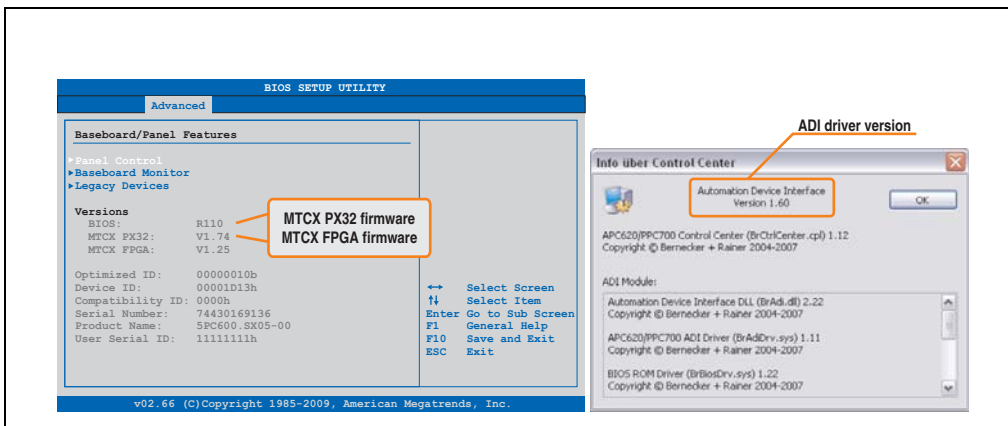 BIOS SETUP UTILITY
Advanced
Baseboard/Panel Features
▶Panel Control
▶Baseboard Monitor
▶Legacy Devices
Versions
BIOS: R110
MTCX PX32: V1.74
MTCX FPGA: V1.25
MTCX PX32 firmware
MTCX FPGA firmware
Optimized ID: 00000010b
Device ID: 00001D13h
Compatibility ID: 0000h
Serial Number: 74430169136
Product Name: 5PC600.SX05-00
User Serial ID: 11111111h
↔ Select Screen
↑↓ Select Item
Enter Go to Sub Screen
F1 General Help
F10 Save and Exit
ESC Exit
v02.66 (C)Copyright 1985-2009, American Megatrends, Inc.
ADI driver version
Info über Control Center
Automation Device Interface
Version 1.60
OK
APC620/PPC700 Control Center (BrCtrlCenter.cpl) 1.12
Copyright © Bernecker + Rainer 2004-2007
ADI Module:
Automation Device Interface DLL (BrAdi.dll) 2.22
Copyright © Bernecker + Rainer 2004-2007
APC620/PPC700 ADI Driver (BrAdiDrv.sys) 1.11
Copyright © Bernecker + Rainer 2004-2007
BIOS ROM Driver (BrBiosDrv.sys) 1.22
Copyright © Bernecker + Rainer 2004-2007